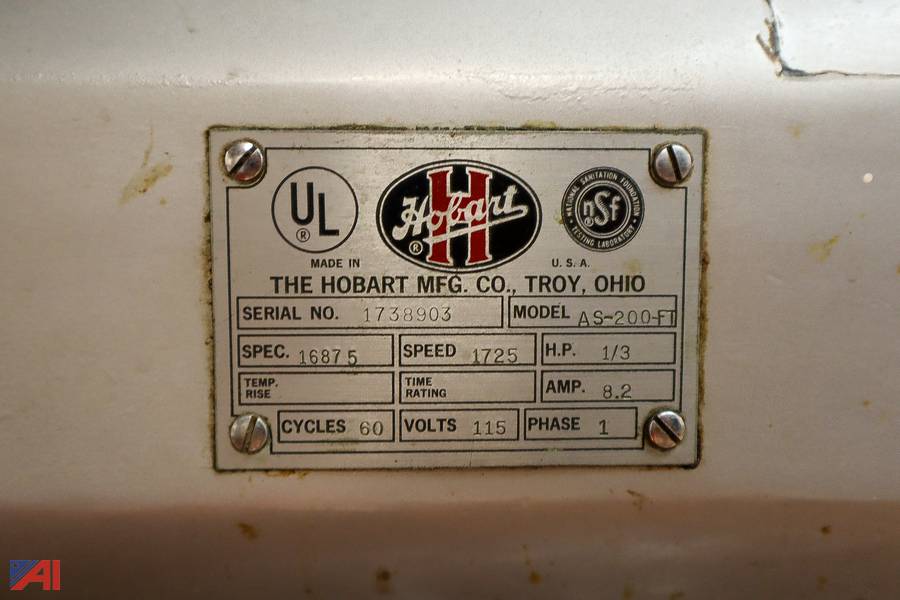 UL
®
Hobart
H
®
NATIONAL SANITATION FOUNDATION
nsf
TESTING LABORATORY
MADE IN
U. S. A.
THE HOBART MFG. CO., TROY, OHIO
SERIAL NO. 1738903
MODEL AS-200-FT
SPEC. 16875
SPEED 1725
H.P. 1/3
TEMP.
RISE
TIME
RATING
AMP. 8.2
CYCLES 60
VOLTS 115
PHASE 1
AI